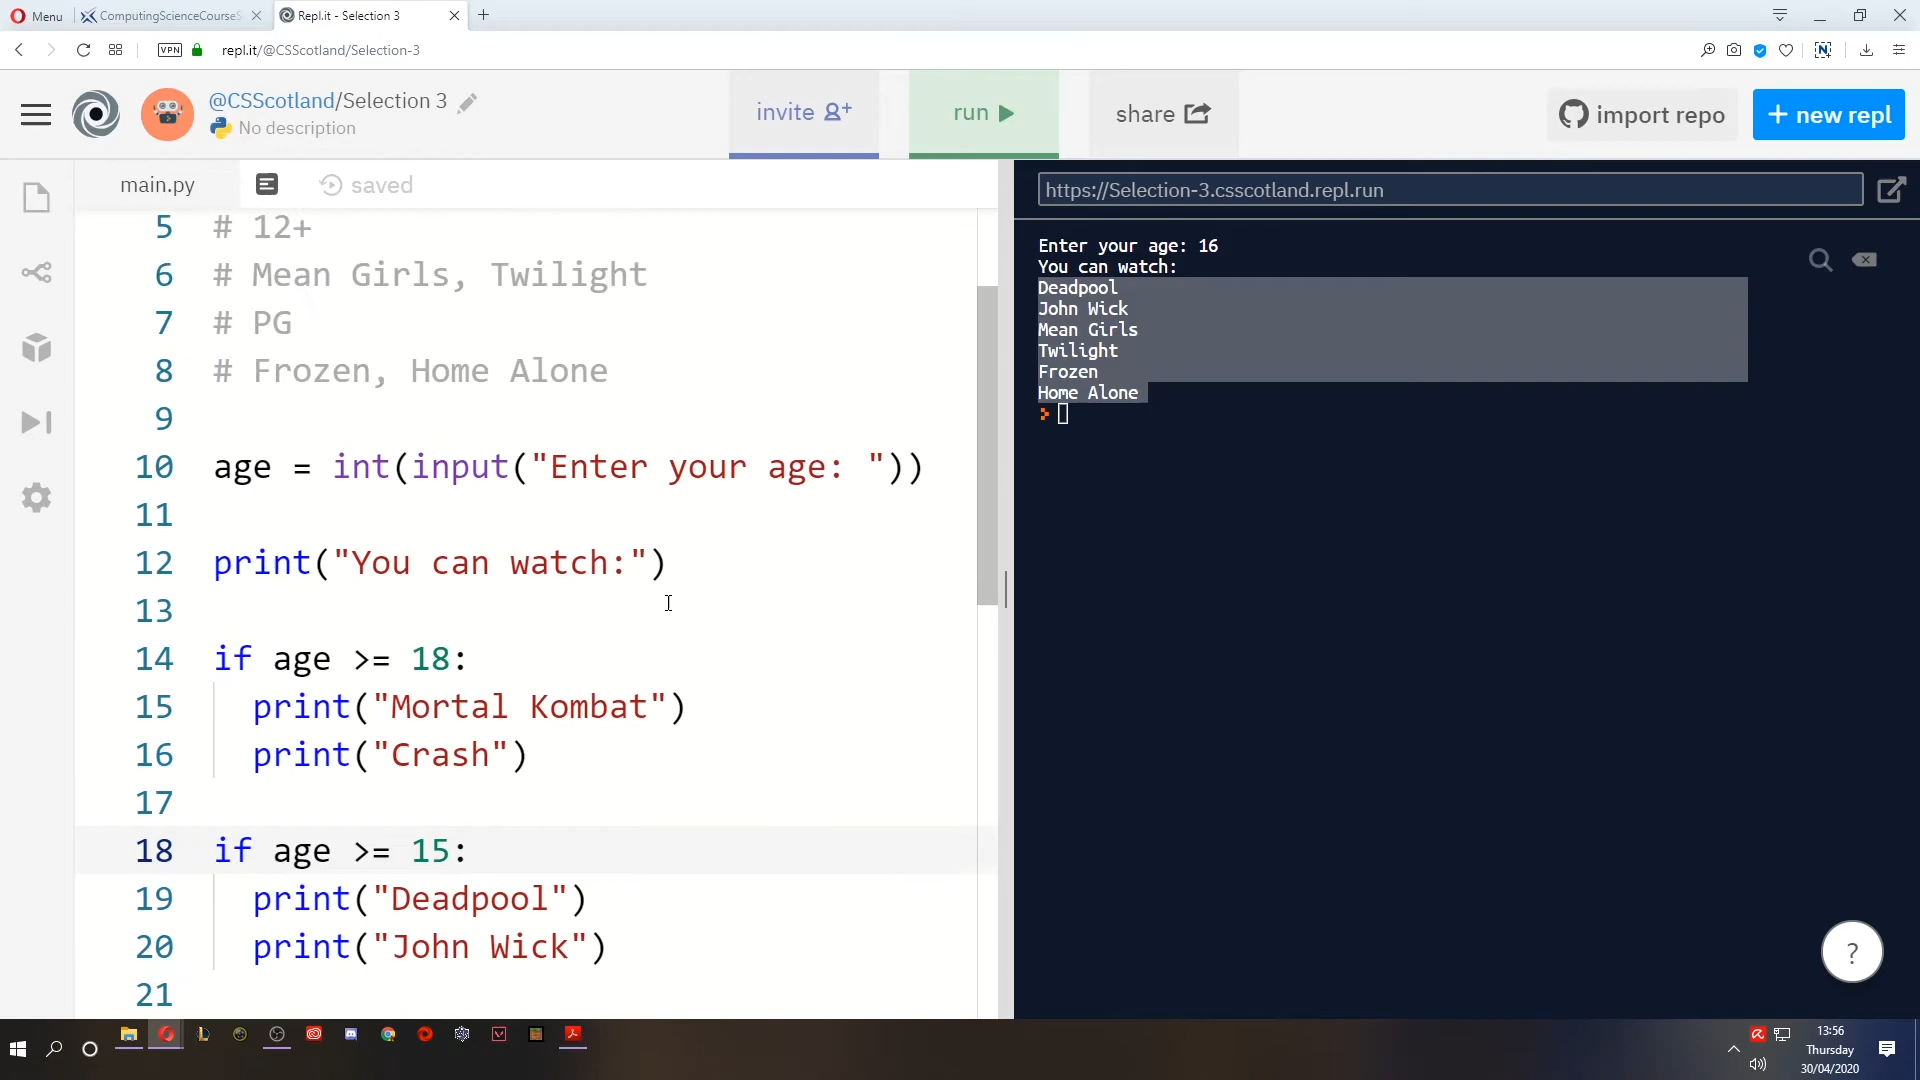 Menu
ComputingScienceCourseS
Repl.it - Selection 3
VPN
repl.it/@CSScotland/Selection-3
@CSScotland/Selection 3
No description
invite
run
share
import repo
+ new repl
main.py
saved
5 # 12+
6 # Mean Girls, Twilight
7 # PG
8 # Frozen, Home Alone
9
10 age = int(input("Enter your age: "))
11
12 print("You can watch:")
13
14 if age >= 18:
15 print("Mortal Kombat")
16 print("Crash")
17
18 if age >= 15:
19 print("Deadpool")
20 print("John Wick")
21
https://Selection-3.csscotland.repl.run
Enter your age: 16
You can watch:
Deadpool
John Wick
Mean Girls
Twilight
Frozen
Home Alone
?
13:56
Thursday
30/04/2020